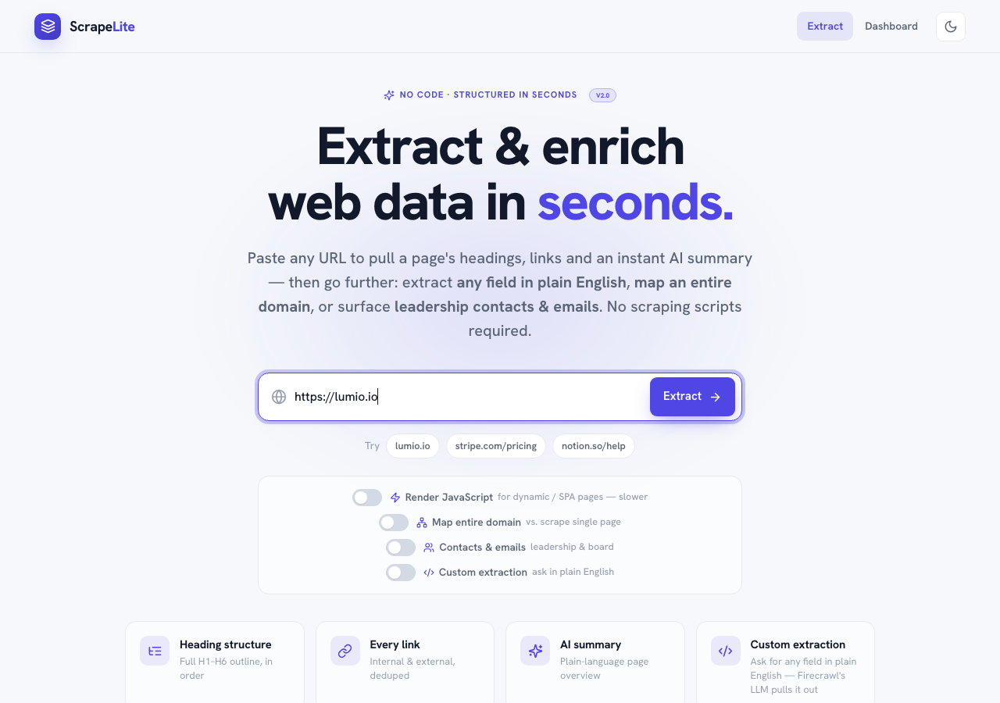 ScrapeLite
Extract
Dashboard
NO CODE · STRUCTURED IN SECONDS
V2.0
Extract & enrich
web data in seconds.
Paste any URL to pull a page's headings, links and an instant AI summary
— then go further: extract any field in plain English, map an entire
domain, or surface leadership contacts & emails. No scraping scripts
required.
https://lumio.io
Extract
Try
lumio.io
stripe.com/pricing
notion.so/help
Render JavaScript for dynamic / SPA pages — slower
Map entire domain vs. scrape single page
Contacts & emails leadership & board
Custom extraction ask in plain English
Heading structure
Full H1–H6 outline, in
order
Every link
Internal & external,
deduped
AI summary
Plain-language page
overview
Custom extraction
Ask for any field in plain
English — Firecrawl's
LLM pulls it out